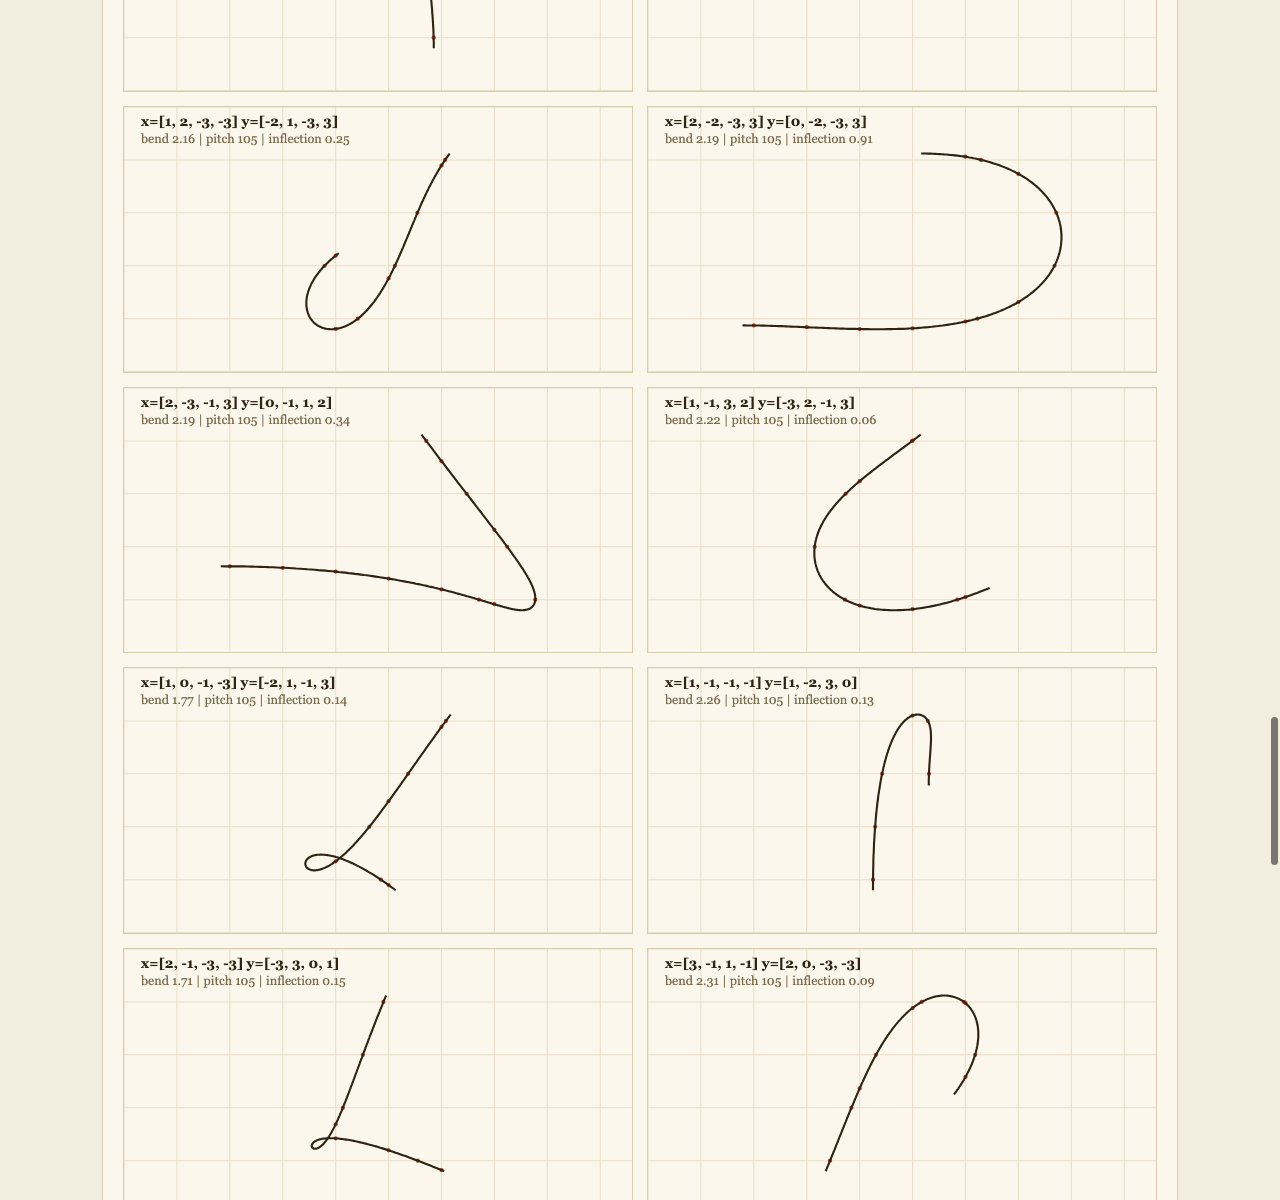 x=[1, 2, -3, -3] y=[-2, 1, -3, 3]
bend 2.16 | pitch 105 | inflection 0.25
x=[2, -2, -3, 3] y=[0, -2, -3, 3]
bend 2.19 | pitch 105 | inflection 0.91
x=[2, -3, -1, 3] y=[0, -1, 1, 2]
bend 2.19 | pitch 105 | inflection 0.34
x=[1, -1, 3, 2] y=[-3, 2, -1, 3]
bend 2.22 | pitch 105 | inflection 0.06
x=[1, 0, -1, -3] y=[-2, 1, -1, 3]
bend 1.77 | pitch 105 | inflection 0.14
x=[1, -1, -1, -1] y=[1, -2, 3, 0]
bend 2.26 | pitch 105 | inflection 0.13
x=[2, -1, -3, -3] y=[-3, 3, 0, 1]
bend 1.71 | pitch 105 | inflection 0.15
x=[3, -1, 1, -1] y=[2, 0, -3, -3]
bend 2.31 | pitch 105 | inflection 0.09